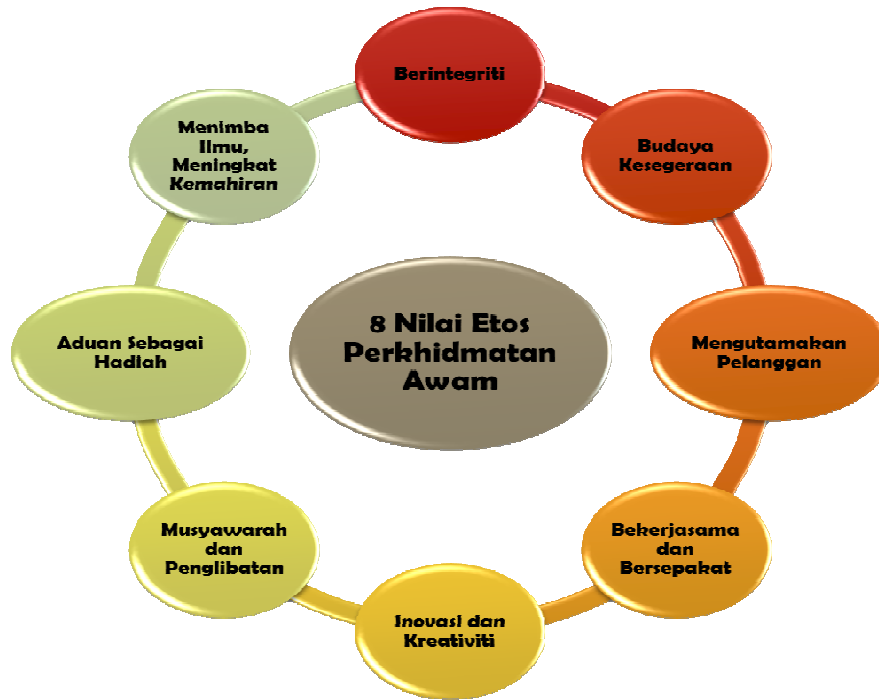 8 Nilai Etos
Perkhidmatan
Awam
Berintegriti
Budaya
Kesegeraan
Mengutamakan
Pelanggan
Bekerjasama
dan
Bersepakat
Inovasi dan
Kreativiti
Musyawarah
dan
Penglibatan
Aduan Sebagai
Hadiah
Menimba
Ilmu,
Meningkat
Kemahiran